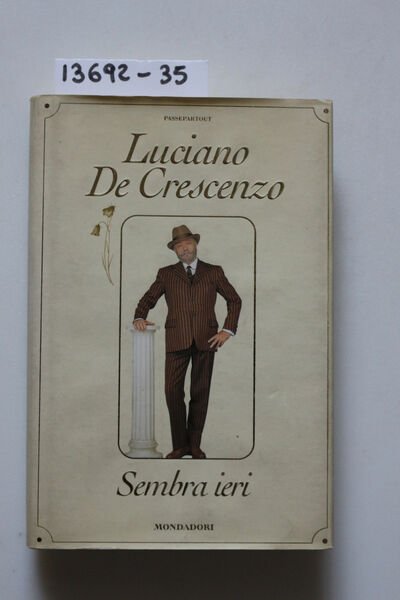 13692-35
PASSEPARTOUT
Luciano
De Crescenzo
Sembra ieri
MONDADORI